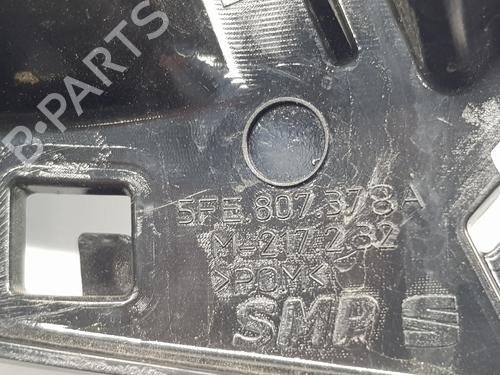 B-PARTS
5FE.807.378 A
M-217.232
>POM<
SMP S